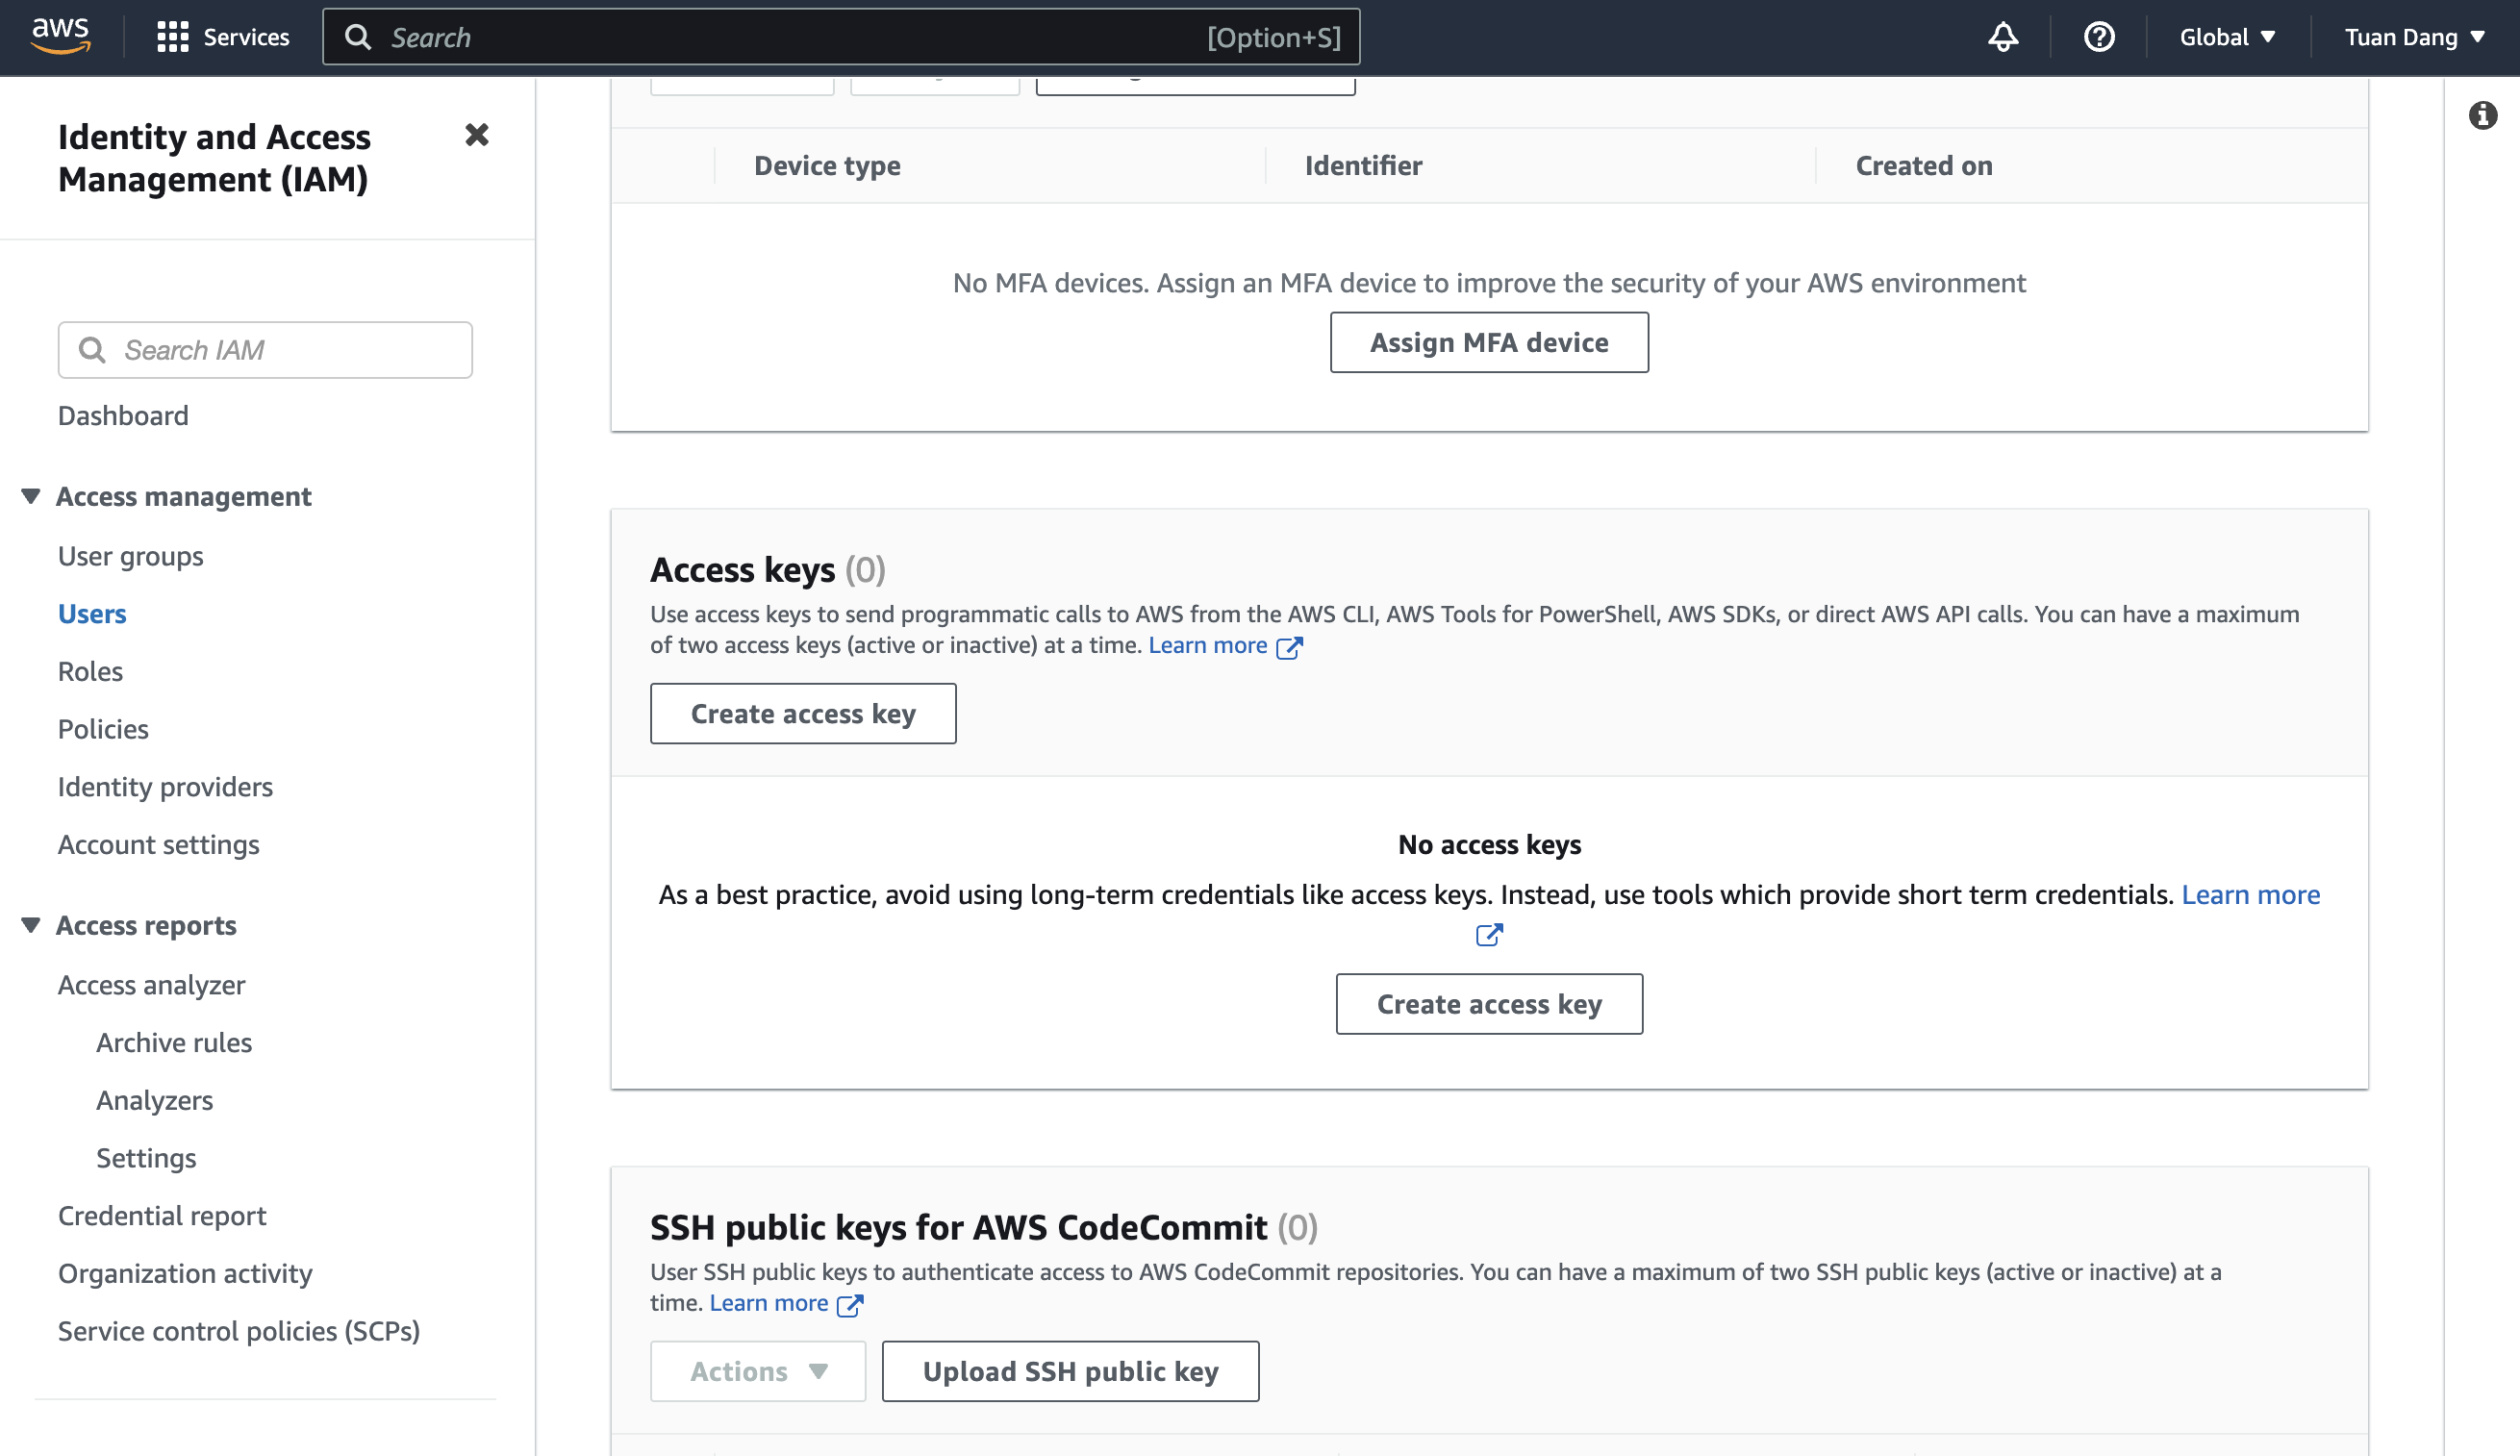 aws
Services
Search
[Option+S]
Global
Tuan Dang
Identity and Access
Management (IAM)
Search IAM
Dashboard
Access management
User groups
Users
Roles
Policies
Identity providers
Account settings
Access reports
Access analyzer
Archive rules
Analyzers
Settings
Credential report
Organization activity
Service control policies (SCPs)
Device type
Identifier
Created on
No MFA devices. Assign an MFA device to improve the security of your AWS environment
Assign MFA device
Access keys (0)
Use access keys to send programmatic calls to AWS from the AWS CLI, AWS Tools for PowerShell, AWS SDKs, or direct AWS API calls. You can have a maximum
of two access keys (active or inactive) at a time. Learn more
Create access key
No access keys
As a best practice, avoid using long-term credentials like access keys. Instead, use tools which provide short term credentials. Learn more
Create access key
SSH public keys for AWS CodeCommit (0)
User SSH public keys to authenticate access to AWS CodeCommit repositories. You can have a maximum of two SSH public keys (active or inactive) at a
time. Learn more
Actions
Upload SSH public key